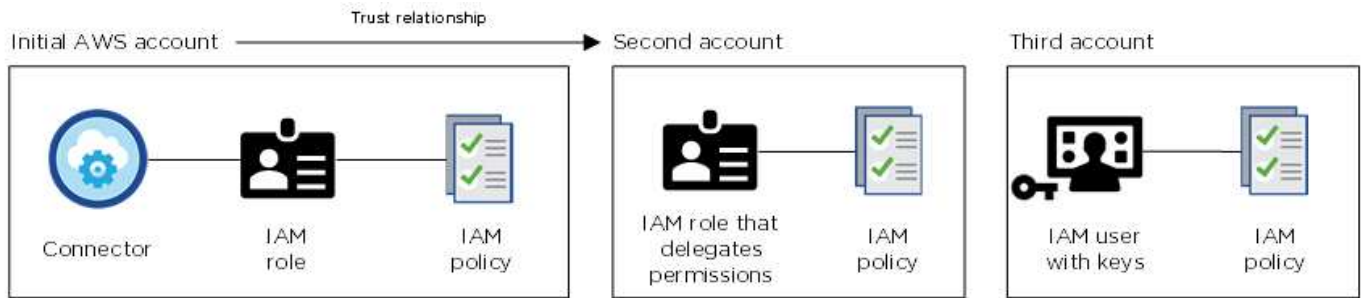 Trust relationship
Initial AWS account
Second account
Third account
Connector
IAM
role
IAM
policy
IAM role that
delegates
permissions
IAM
policy
IAM user
with keys
IAM
policy